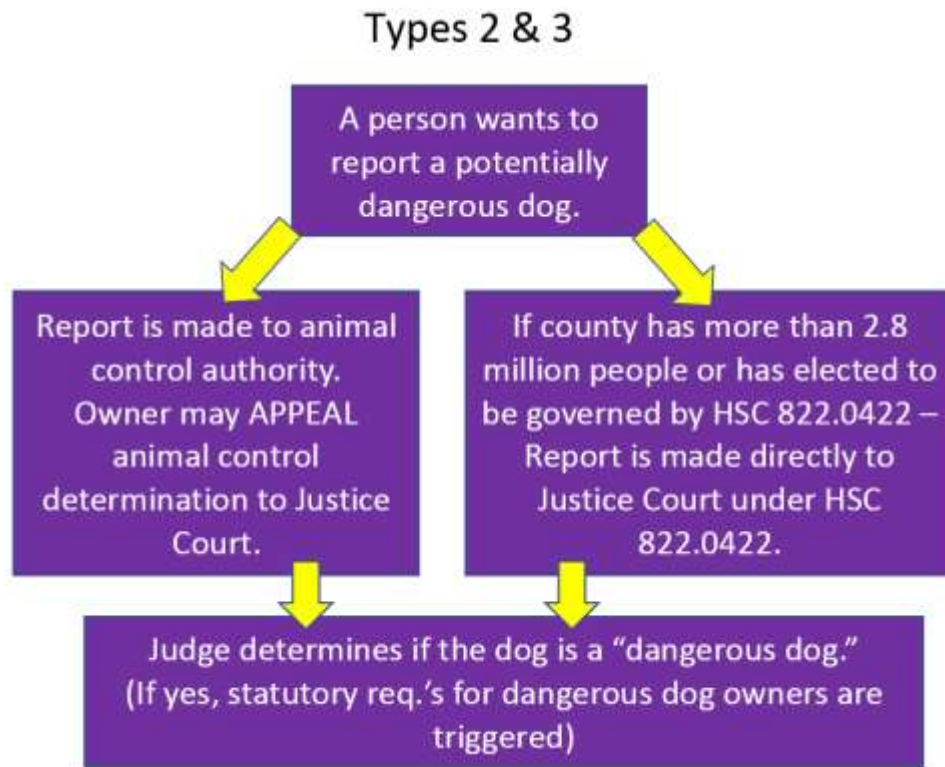 Types 2 & 3
A person wants to
report a potentially
dangerous dog.
Report is made to animal
control authority.
Owner may APPEAL
animal control
determination to Justice
Court.
If county has more than 2.8
million people or has elected to
be governed by HSC 822.0422 –
Report is made directly to
Justice Court under HSC
822.0422.
Judge determines if the dog is a “dangerous dog.”
(If yes, statutory req.’s for dangerous dog owners are
triggered)